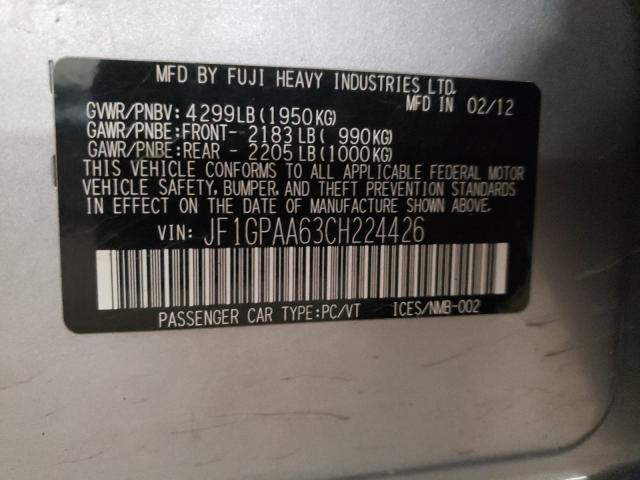 MFD BY FUJI HEAVY INDUSTRIES LTD.
MFD IN 02/12
GVWR/PNBV: 4299LB(1950KG)
GAWR/PNBE:FRONT- 2183LB( 990KG)
GAWR/PNBE:REAR - 2205LB(1000KG)
THIS VEHICLE CONFORMS TO ALL APPLICABLE FEDERAL MOTOR
VEHICLE SAFETY, BUMPER, AND THEFT PREVENTION STANDARDS
IN EFFECT ON THE DATE OF MANUFACTURE SHOWN ABOVE.
VIN: JF1GPAA63CH224426
PASSENGER CAR TYPE:PC/VT ICES/NMB-002